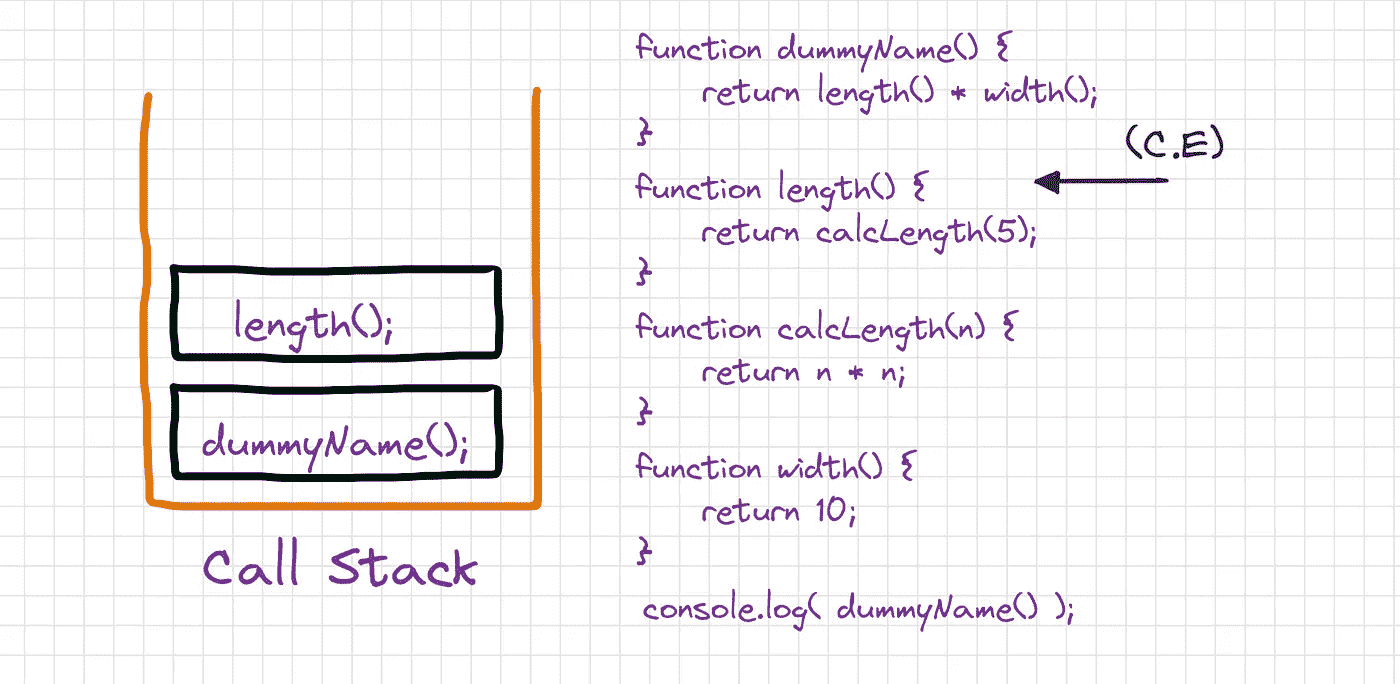 length();
dummyName();
Call Stack
function dummyName() {
return length() * width();
}
(C.E)
function length() {
return calcLength(5);
}
function calcLength(n) {
return n * n;
}
function width() {
return 10;
}
console.log( dummyName() );